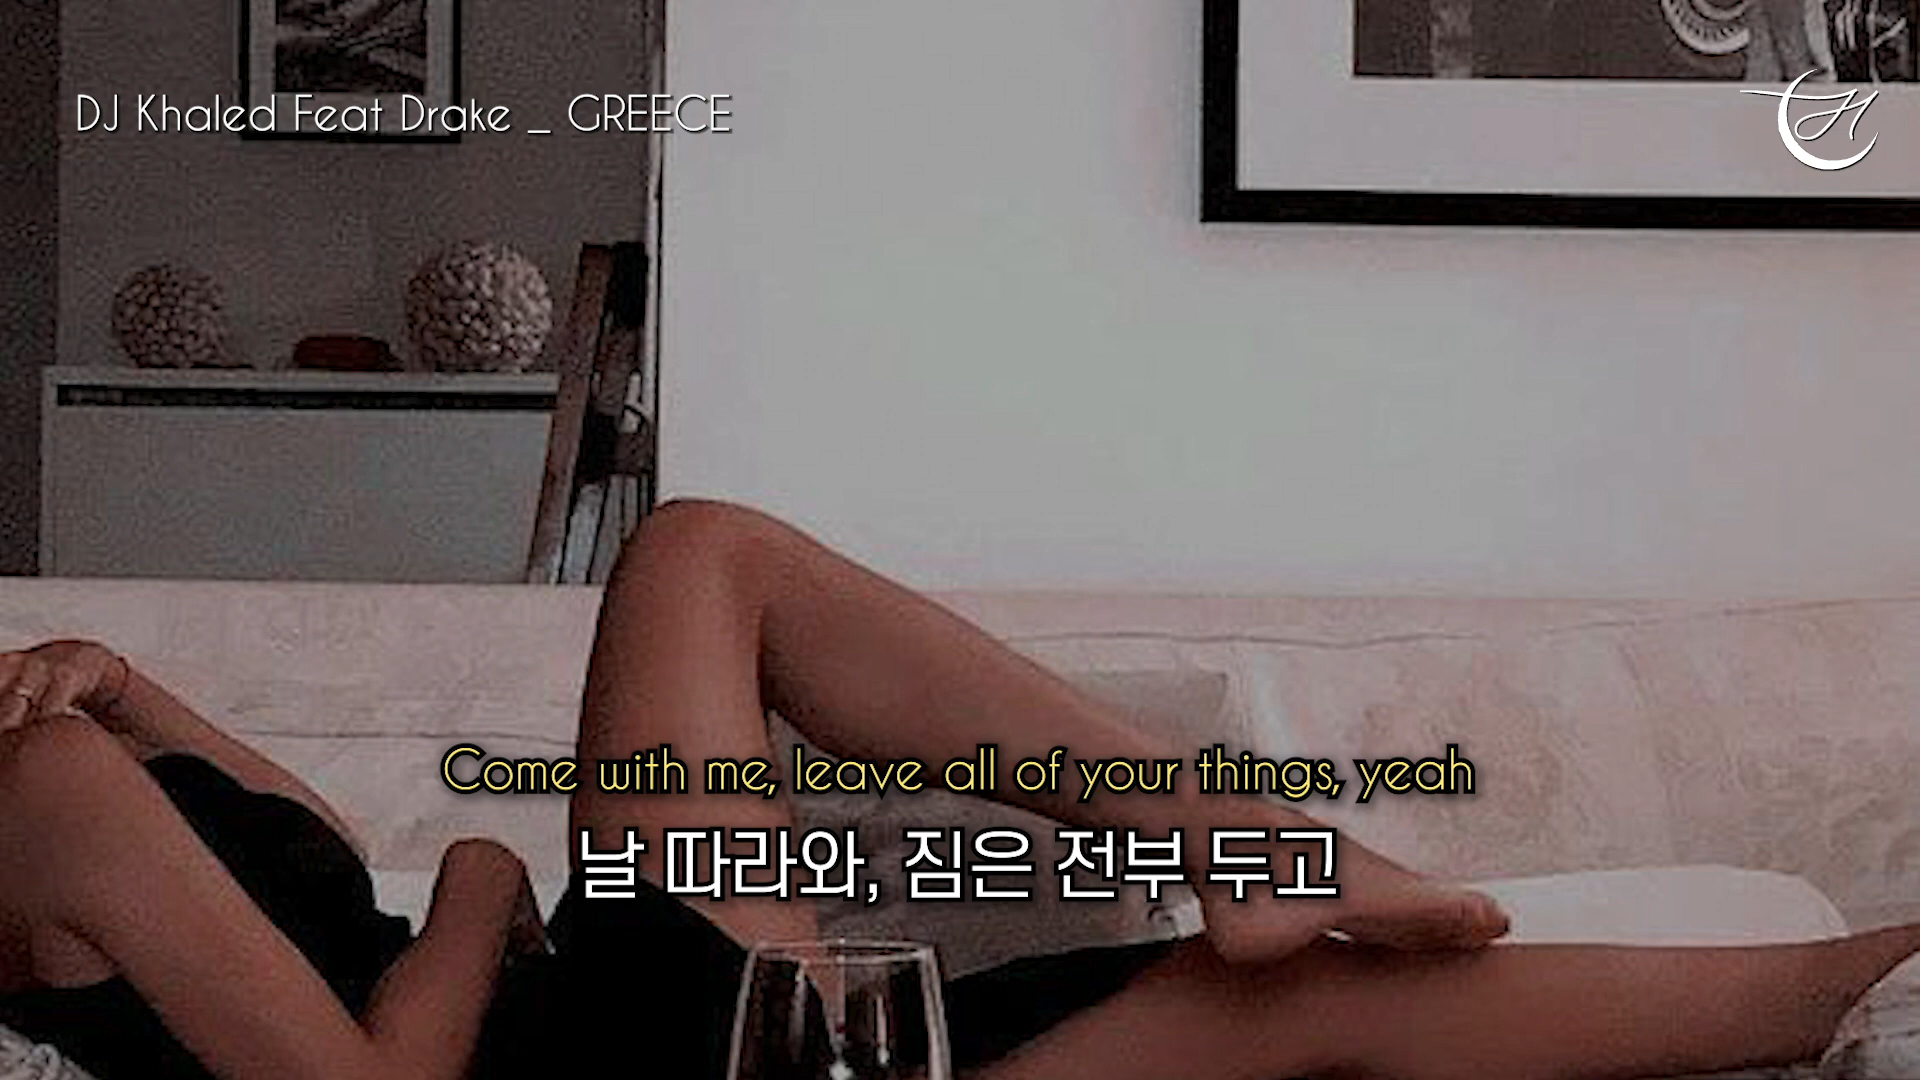 DJ Khaled Feat Drake _ GREECE
Come with me, leave all of your things, yeah
날 따라와, 짐은 전부 두고